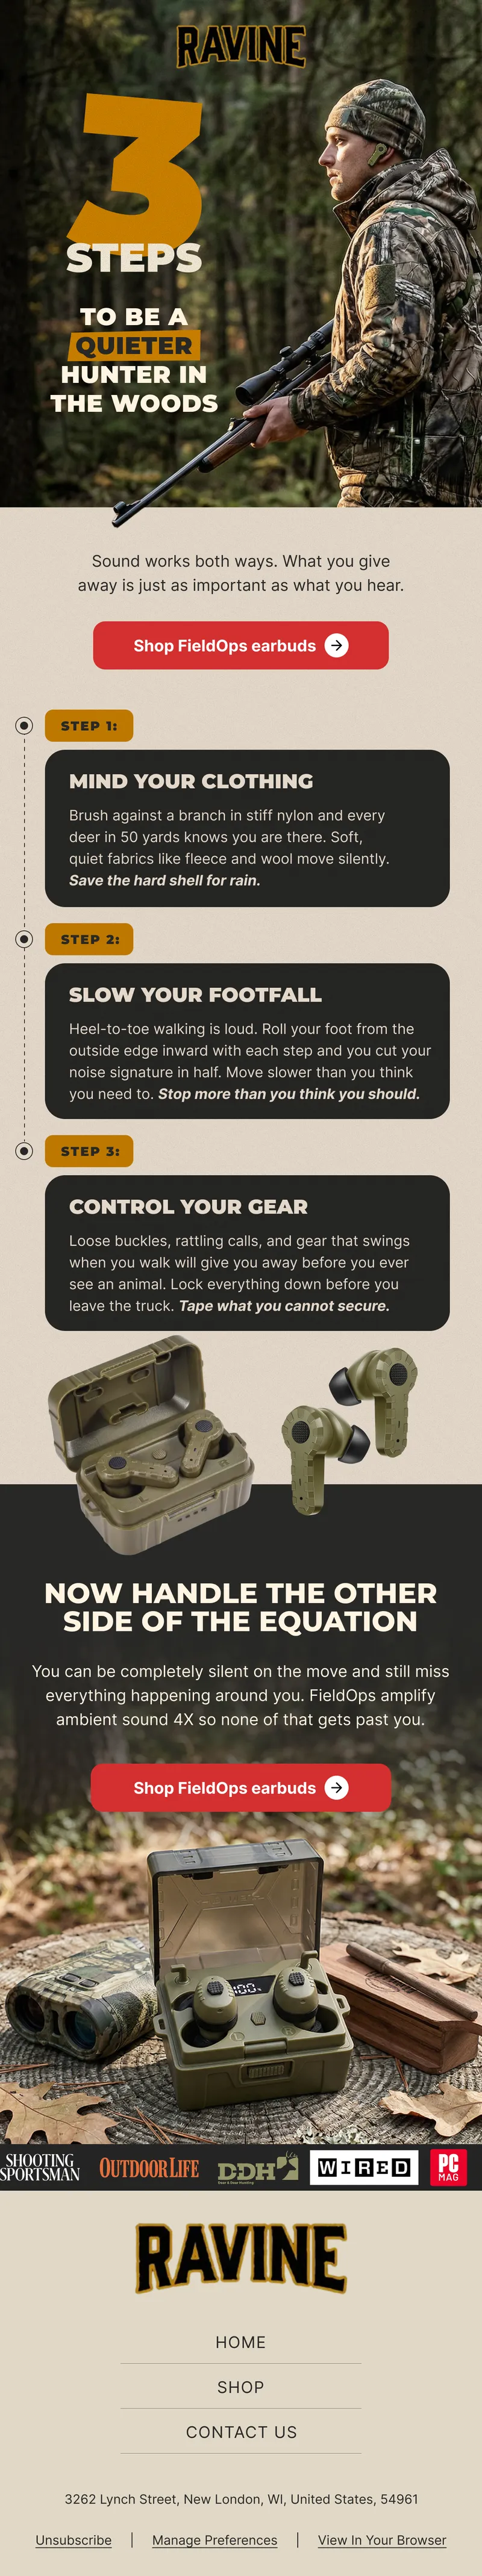 RAVINE
3
STEPS
TO BE A
QUIETER
HUNTER IN
THE WOODS
Sound works both ways. What you give
away is just as important as what you hear.
Shop FieldOps earbuds
STEP 1:
MIND YOUR CLOTHING
Brush against a branch in stiff nylon and every
deer in 50 yards knows you are there. Soft,
quiet fabrics like fleece and wool move silently.
Save the hard shell for rain.
STEP 2:
SLOW YOUR FOOTFALL
Heel-to-toe walking is loud. Roll your foot from the
outside edge inward with each step and you cut your
noise signature in half. Move slower than you think
you need to. Stop more than you think you should.
STEP 3:
CONTROL YOUR GEAR
Loose buckles, rattling calls, and gear that swings
when you walk will give you away before you ever
see an animal. Lock everything down before you
leave the truck. Tape what you cannot secure.
NOW HANDLE THE OTHER
SIDE OF THE EQUATION
You can be completely silent on the move and still miss
everything happening around you. FieldOps amplify
ambient sound 4X so none of that gets past you.
Shop FieldOps earbuds
100
SHOOTING
SPORTSMAN
OUTDOOR LIFE
DDH
WIRED
PC
MAG
RAVINE
HOME
SHOP
CONTACT US
3262 Lynch Street, New London, WI, United States, 54961
Unsubscribe | Manage Preferences | View In Your Browser